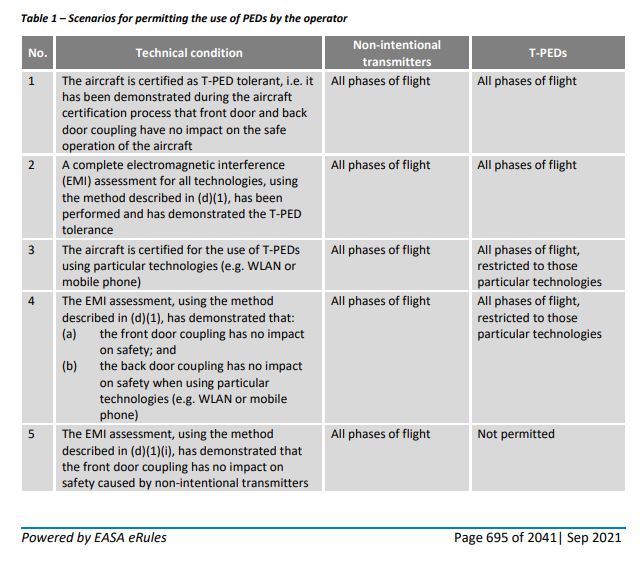 Table 1 – Scenarios for permitting the use of PEDs by the operator
No.
Technical condition
Non-intentional
transmitters
T-PEDs
1
The aircraft is certified as T-PED tolerant, i.e. it
has been demonstrated during the aircraft
certification process that front door and back
door coupling have no impact on the safe
operation of the aircraft
All phases of flight
All phases of flight
2
A complete electromagnetic interference
(EMI) assessment for all technologies, using
the method described in (d)(1), has been
performed and has demonstrated the T-PED
tolerance
All phases of flight
All phases of flight
3
The aircraft is certified for the use of T-PEDs
using particular technologies (e.g. WLAN or
mobile phone)
All phases of flight
All phases of flight,
restricted to those
particular technologies
4
The EMI assessment, using the method
described in (d)(1), has demonstrated that:
(a) the front door coupling has no impact
on safety; and
(b) the back door coupling has no impact
on safety when using particular
technologies (e.g. WLAN or mobile
phone)
All phases of flight
All phases of flight,
restricted to those
particular technologies
5
The EMI assessment, using the method
described in (d)(1)(i), has demonstrated that
the front door coupling has no impact on
safety caused by non-intentional transmitters
All phases of flight
Not permitted
Powered by EASA eRules
Page 695 of 2041| Sep 2021